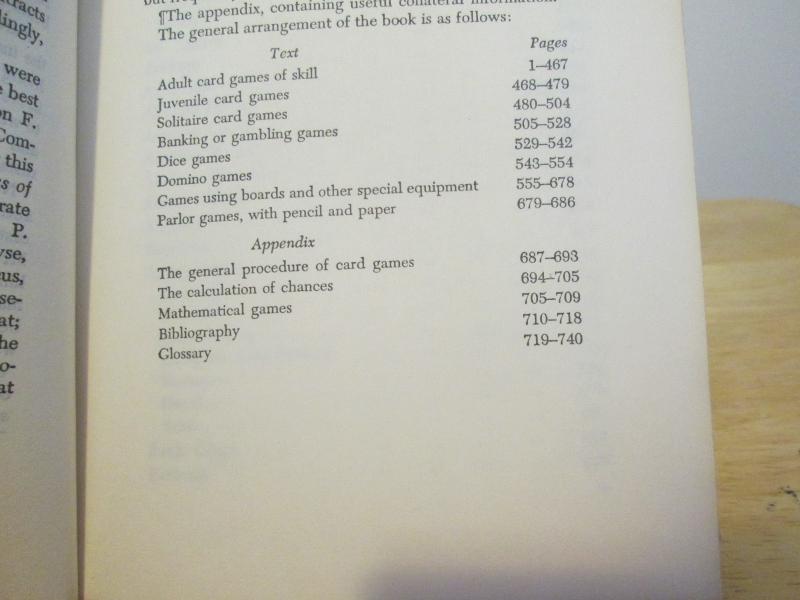 tracts
lingly,
were
best
on F.
Com-
this
s of
rate
P.
yse,
cus,
se-
at;
he
o-
at
¶The appendix, containing useful collateral information.
The general arrangement of the book is as follows:
Text Pages
Adult card games of skill 1–467
Juvenile card games 468–479
Solitaire card games 480–504
Banking or gambling games 505–528
Dice games 529–542
Domino games 543–554
Games using boards and other special equipment 555–678
Parlor games, with pencil and paper 679–686
Appendix
The general procedure of card games 687–693
The calculation of chances 694–705
Mathematical games 705–709
Bibliography 710–718
Glossary 719–740